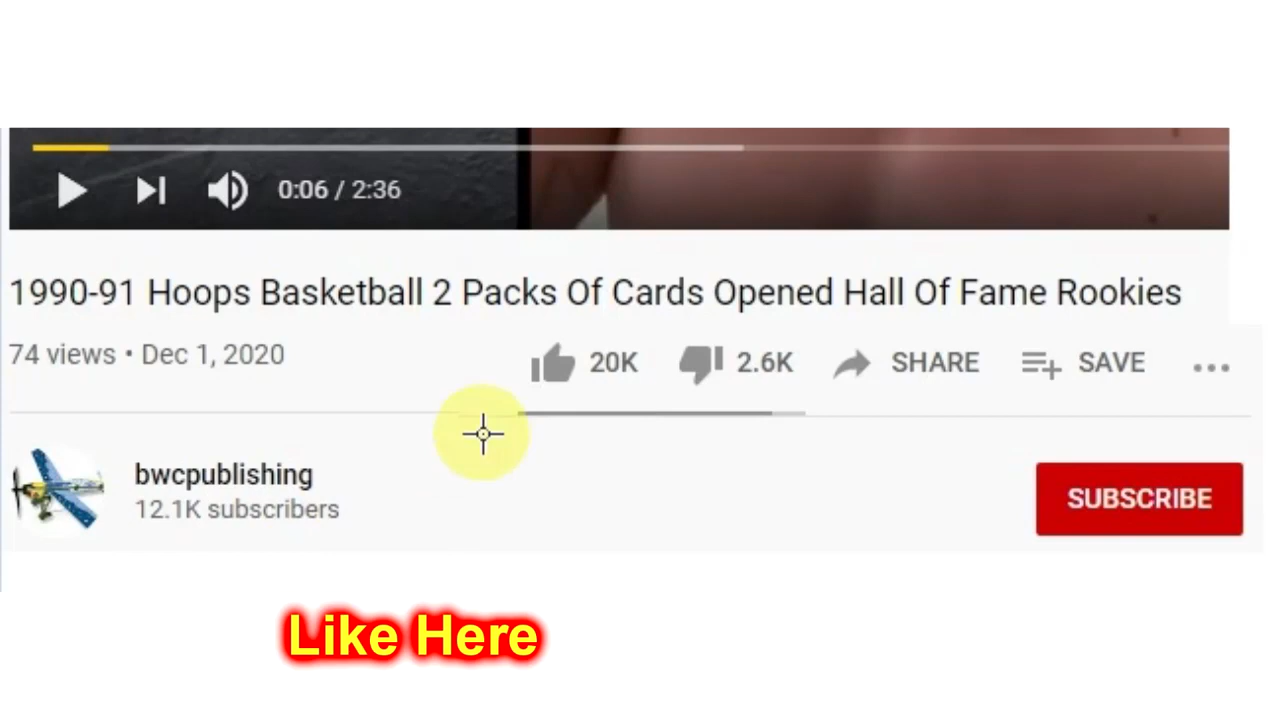 0:06 / 2:36
1990-91 Hoops Basketball 2 Packs Of Cards Opened Hall Of Fame Rookies
74 views • Dec 1, 2020
20K 2.6K SHARE SAVE
bwcpublishing
12.1K subscribers
SUBSCRIBE
Like Here